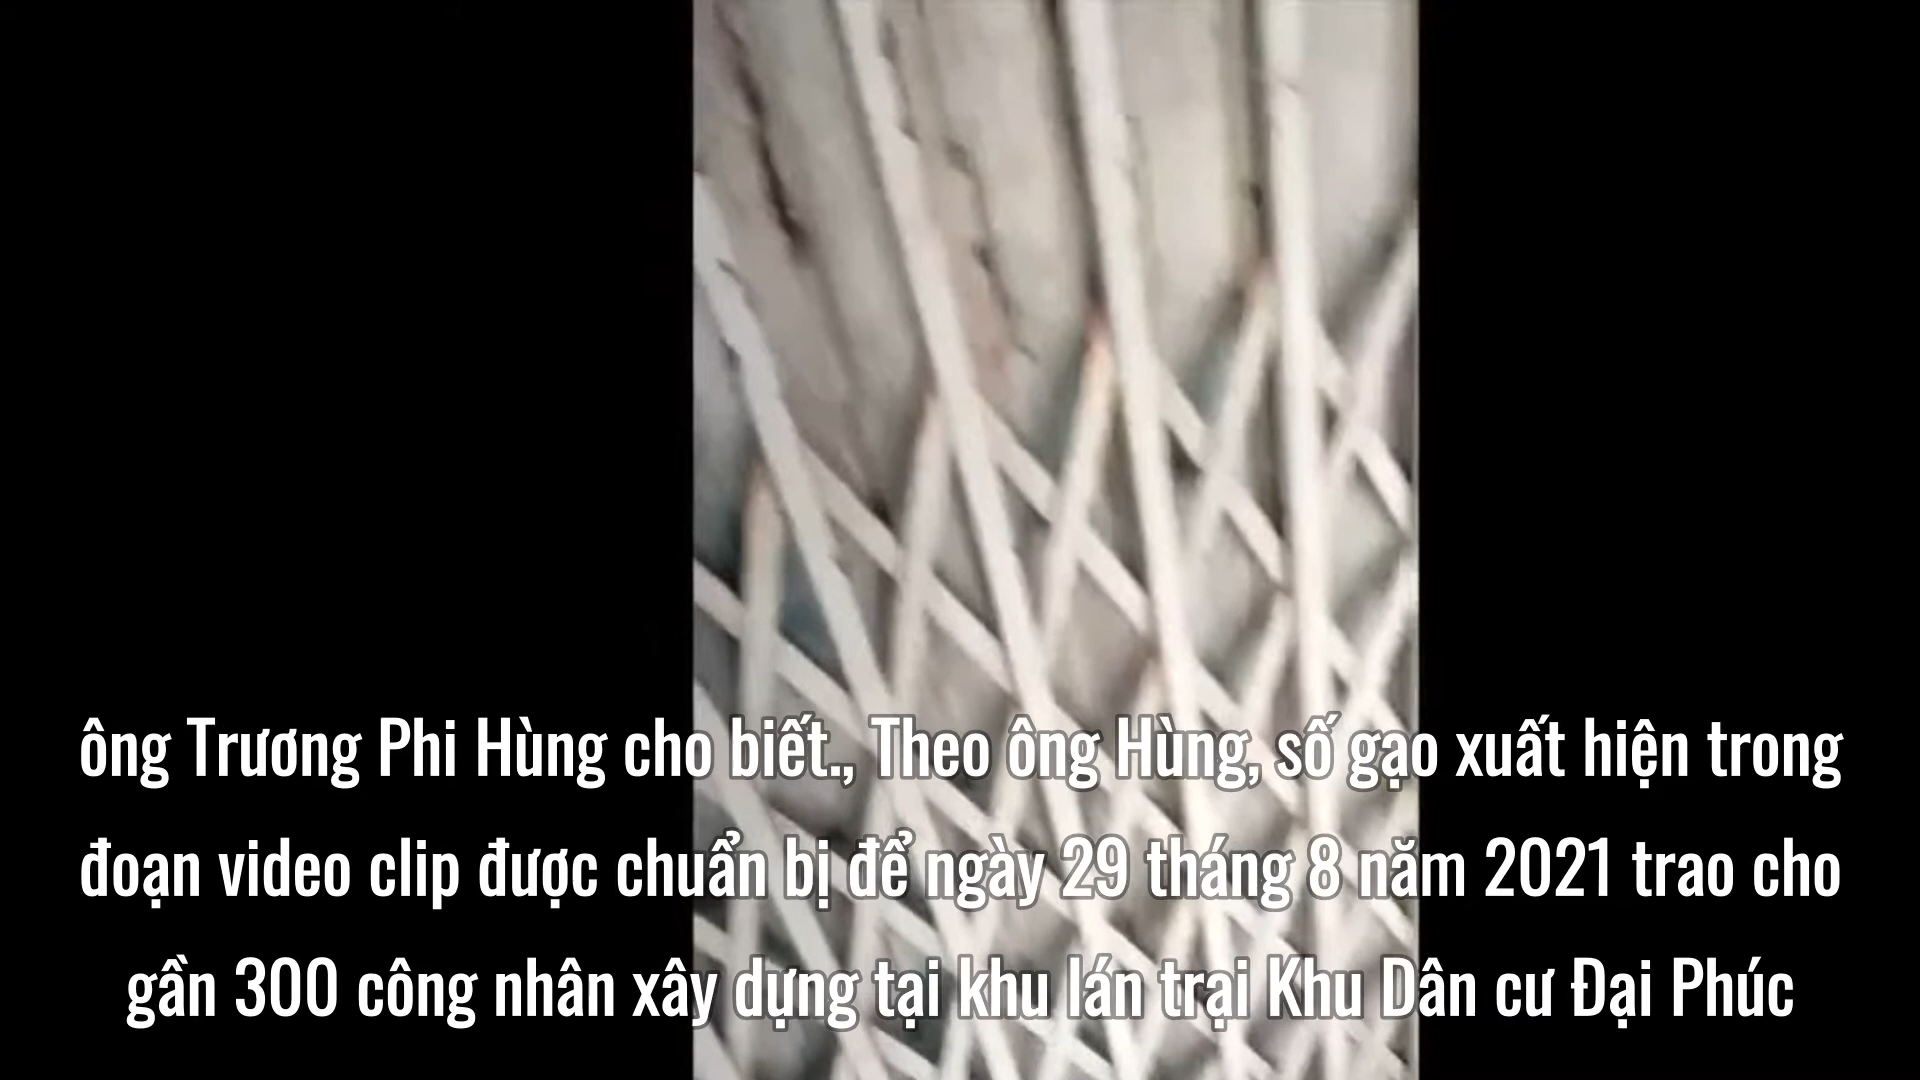 ông Trương Phi Hùng cho biết., Theo ông Hùng, số gạo xuất hiện trong
đoạn video clip được chuẩn bị để ngày 29 tháng 8 năm 2021 trao cho
gần 300 công nhân xây dựng tại khu lán trại Khu Dân cư Đại Phúc